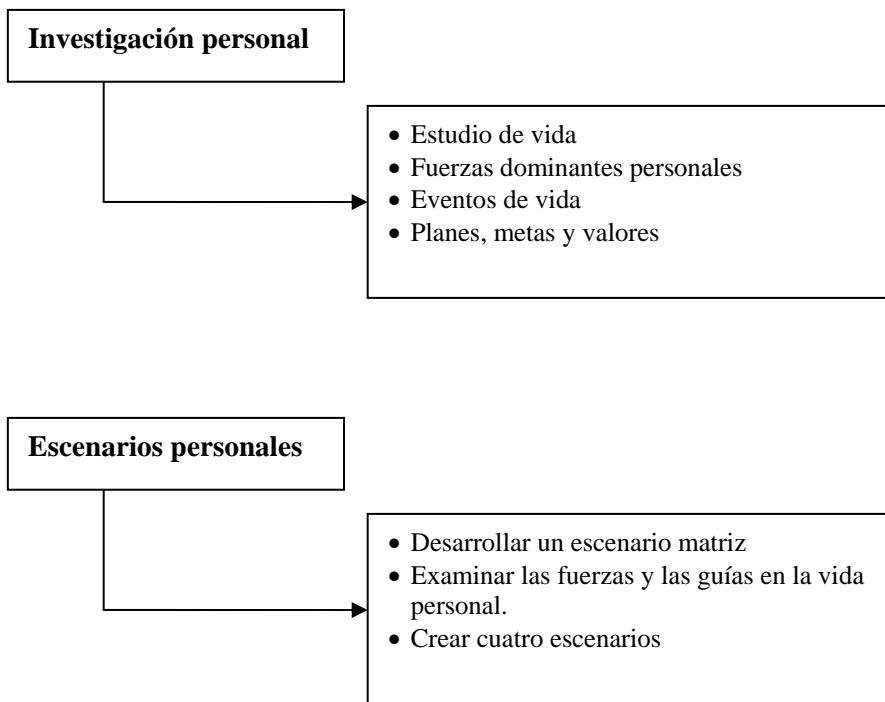 Investigación personal
• Estudio de vida
• Fuerzas dominantes personales
• Eventos de vida
• Planes, metas y valores
Escenarios personales
• Desarrollar un escenario matriz
• Examinar las fuerzas y las guías en la vida
personal.
• Crear cuatro escenarios